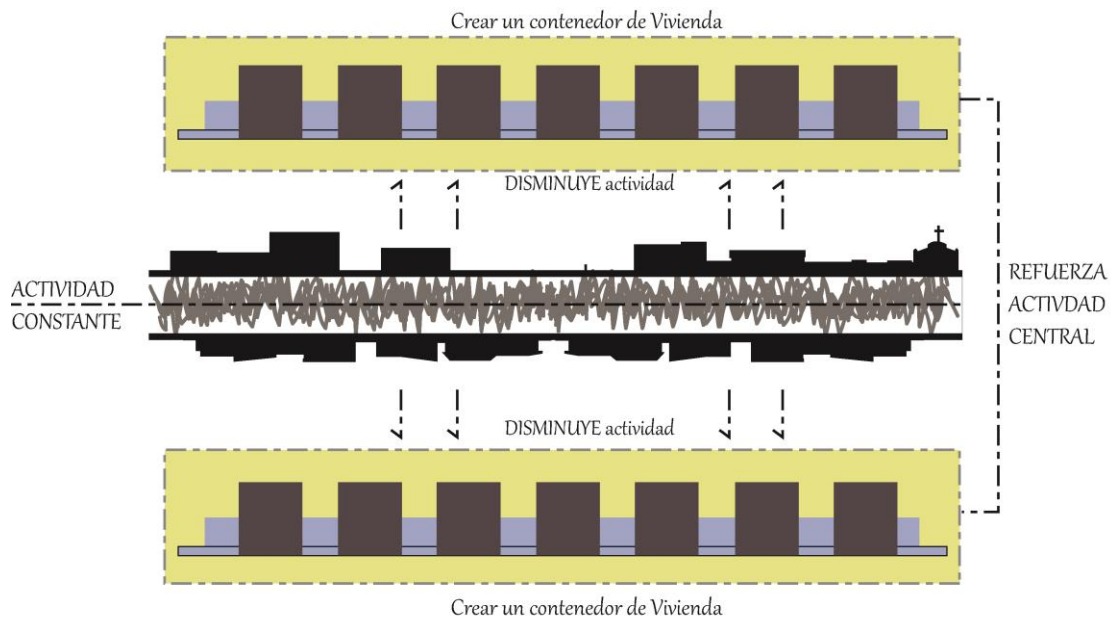 Crear un contenedor de Vivienda
DISMINUYE actividad
ACTIVIDAD
CONSTANTE
REFUERZA
ACTIVDAD
CENTRAL
DISMINUYE actividad
Crear un contenedor de Vivienda